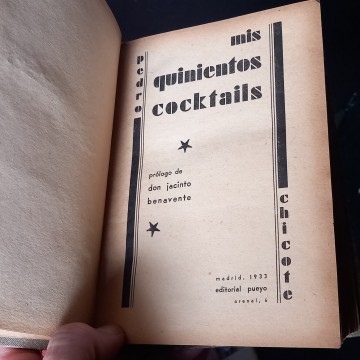 pedro
mis
quinientos
cocktails
prólogo de
don jacinto
benavente
chicote
madrid, 1933
editorial pueyo
arenal, 6